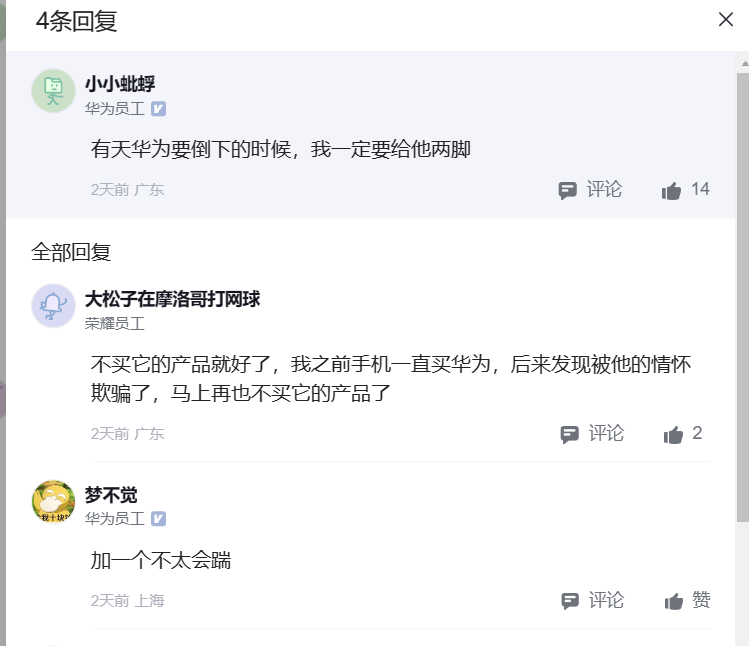 4条回复
小小蚍蜉
华为员工
有天华为要倒下的时候，我一定要给他两脚
2天前 广东
评论
14
全部回复
大松子在摩洛哥打网球
荣耀员工
不买它的产品就好了，我之前手机一直买华为，后来发现被他的情怀
欺骗了，马上再也不买它的产品了
2天前 广东
评论
2
梦不觉
华为员工
加一个不太会踹
2天前 上海
评论
赞